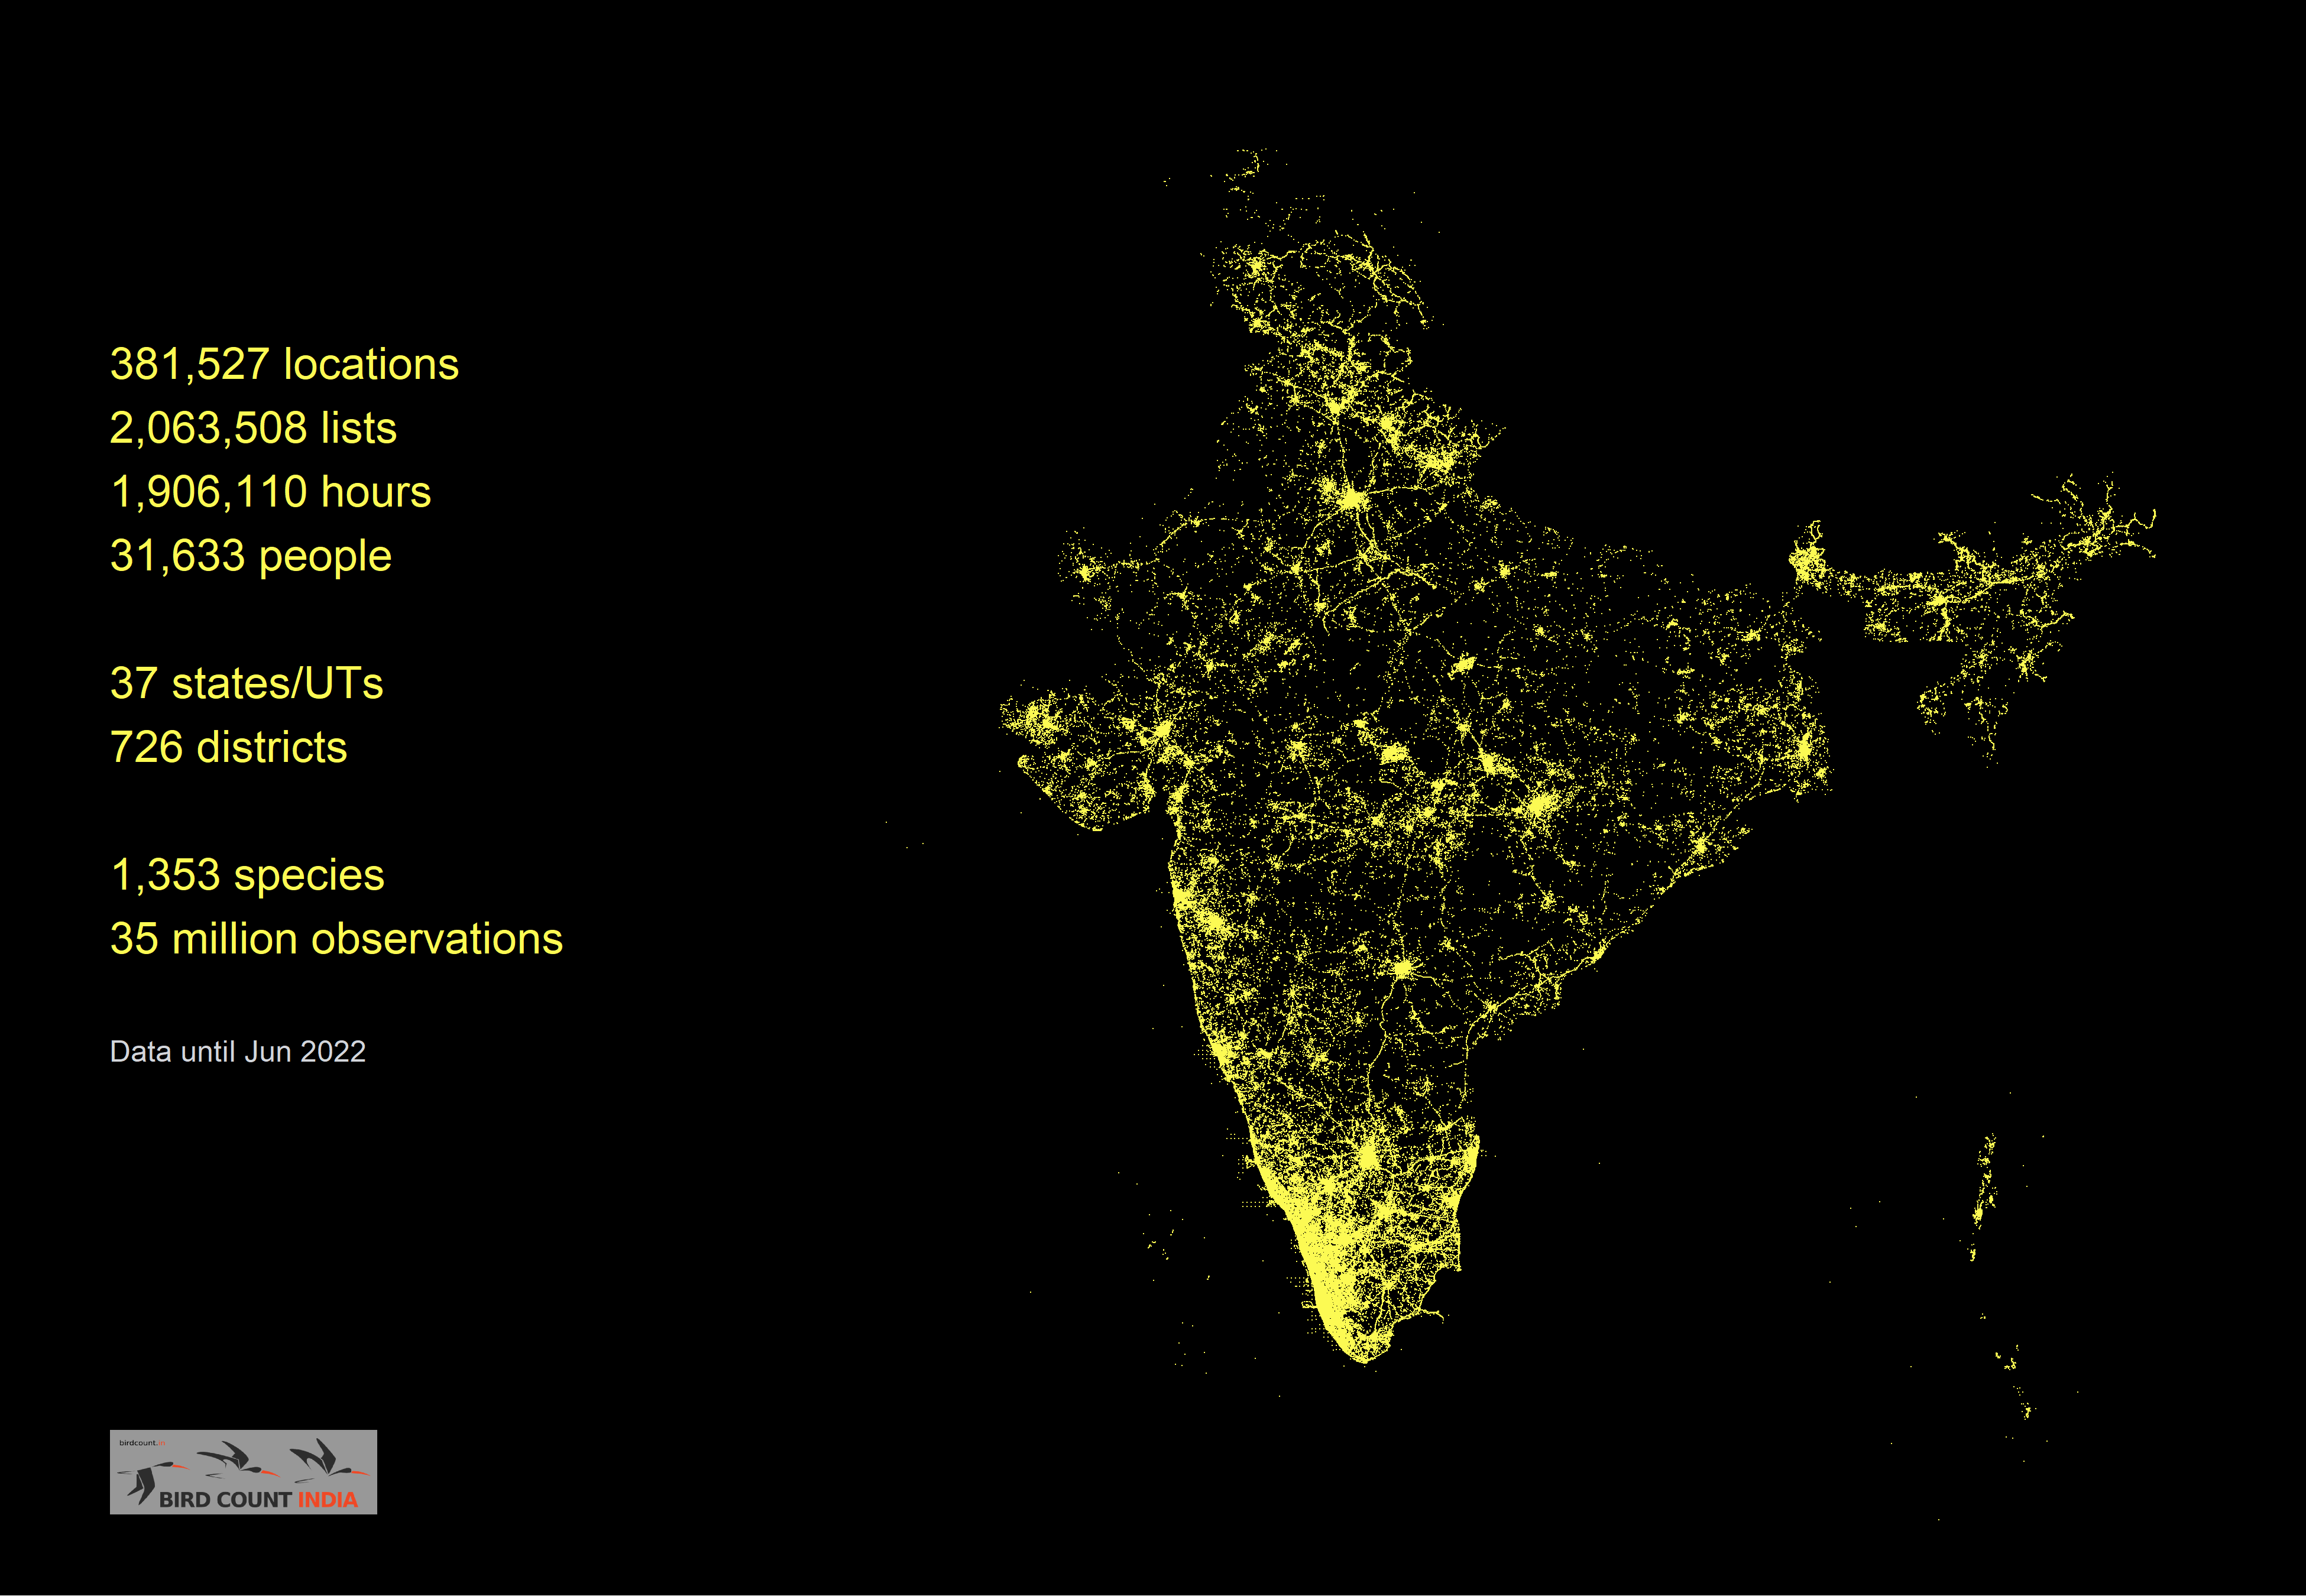 381,527 locations
2,063,508 lists
1,906,110 hours
31,633 people
37 states/UTs
726 districts
1,353 species
35 million observations
Data until Jun 2022
birdcount.in
BIRD COUNT INDIA